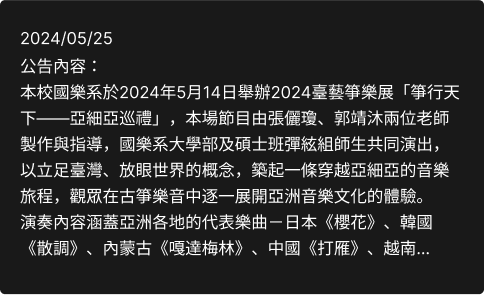 2024/05/25
公告內容：
本校國樂系於2024年5月14日舉辦2024臺藝箏樂展「箏行天
下——亞細亞巡禮」，本場節目由張儷瓊、郭靖沐兩位老師
製作與指導，國樂系大學部及碩士班彈絃組師生共同演出，
以立足臺灣、放眼世界的概念，築起一條穿越亞細亞的音樂
旅程，觀眾在古箏樂音中逐一展開亞洲音樂文化的體驗。
演奏內容涵蓋亞洲各地的代表樂曲－日本《櫻花》、韓國
《散調》、內蒙古《嘎達梅林》、中國《打雁》、越南...